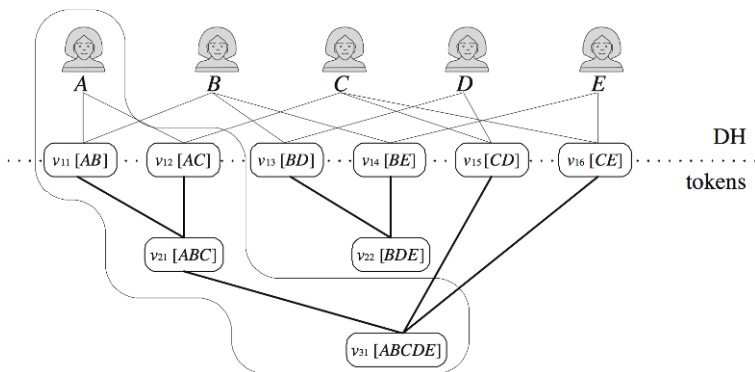 A B C D E
DH
v11 [AB] v12 [AC] v13 [BD] v14 [BE] v15[CD] v16 [CE]
tokens
v21 [ABC] v22 [BDE]
v31 [ABCDE]